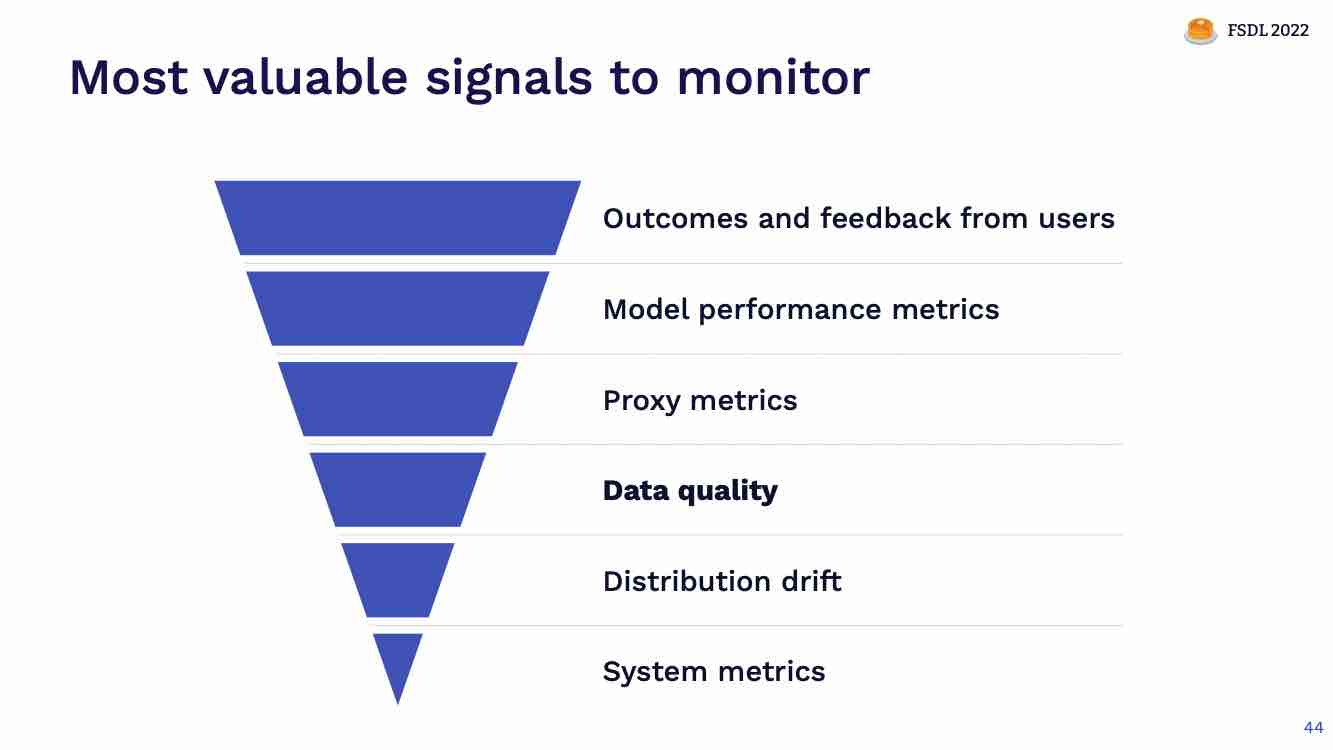 FSDL 2022
Most valuable signals to monitor
Outcomes and feedback from users
Model performance metrics
Proxy metrics
Data quality
Distribution drift
System metrics
44